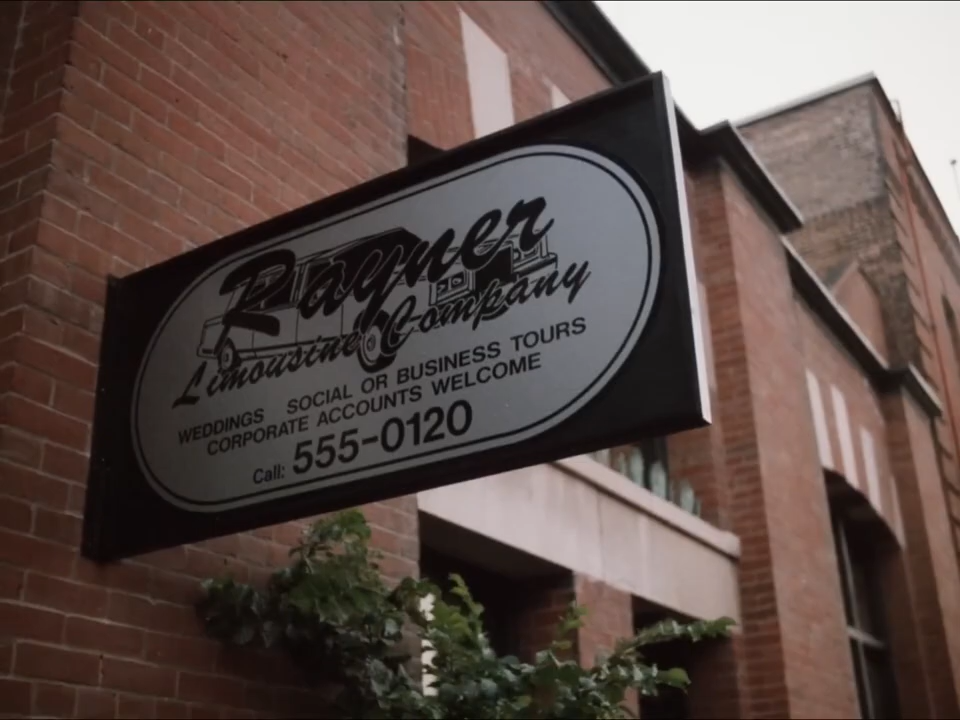 Rayner
Limousine Company
WEDDINGS SOCIAL OR BUSINESS TOURS
CORPORATE ACCOUNTS WELCOME
Call: 555-0120